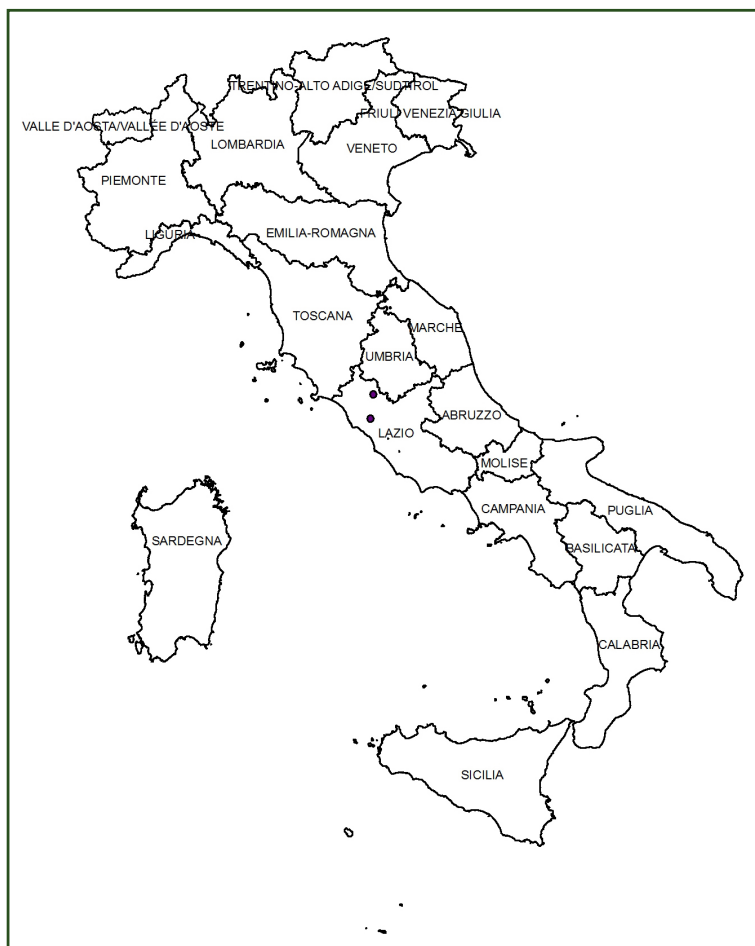 TRENTINO-ALTO ADIGE/SUDTIROL
FRIULI VENEZIA GIULIA
VALLE D'AOSTA/VALLÉE D'AOSTE
LOMBARDIA
VENETO
PIEMONTE
LIGURIA
EMILIA-ROMAGNA
TOSCANA
MARCHE
UMBRIA
ABRUZZO
LAZIO
MOLISE
CAMPANIA
PUGLIA
SARDEGNA
BASILICATA
CALABRIA
SICILIA